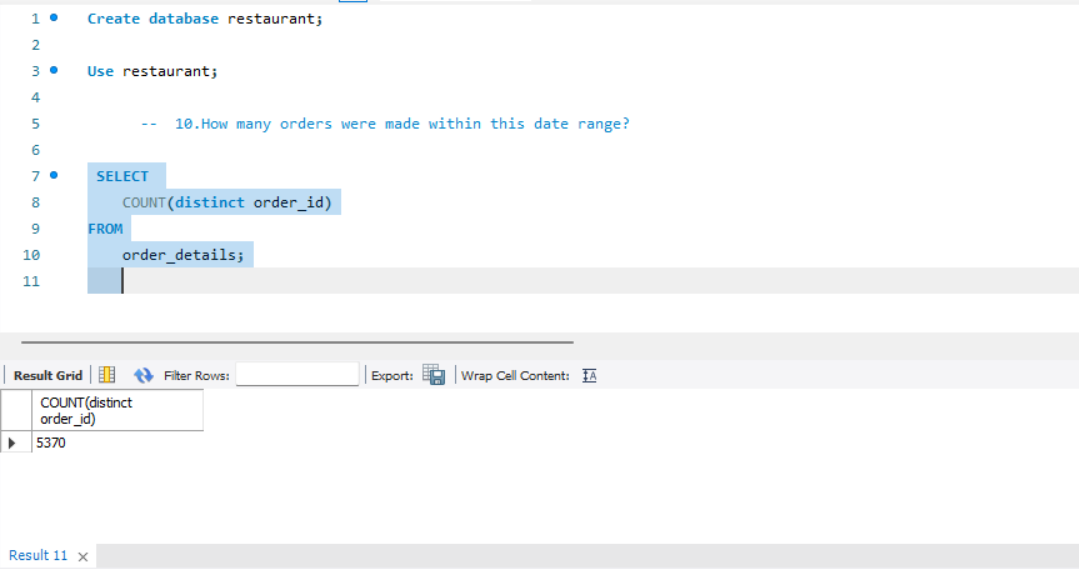 1 Create database restaurant;
2
3 Use restaurant;
4
5 -- 10.How many orders were made within this date range?
6
7 SELECT
8 COUNT(distinct order_id)
9 FROM
10 order_details;
11
Result Grid Filter Rows: Export: Wrap Cell Content: IA
COUNT(distinct
order_id)
5370
Result 11 ×